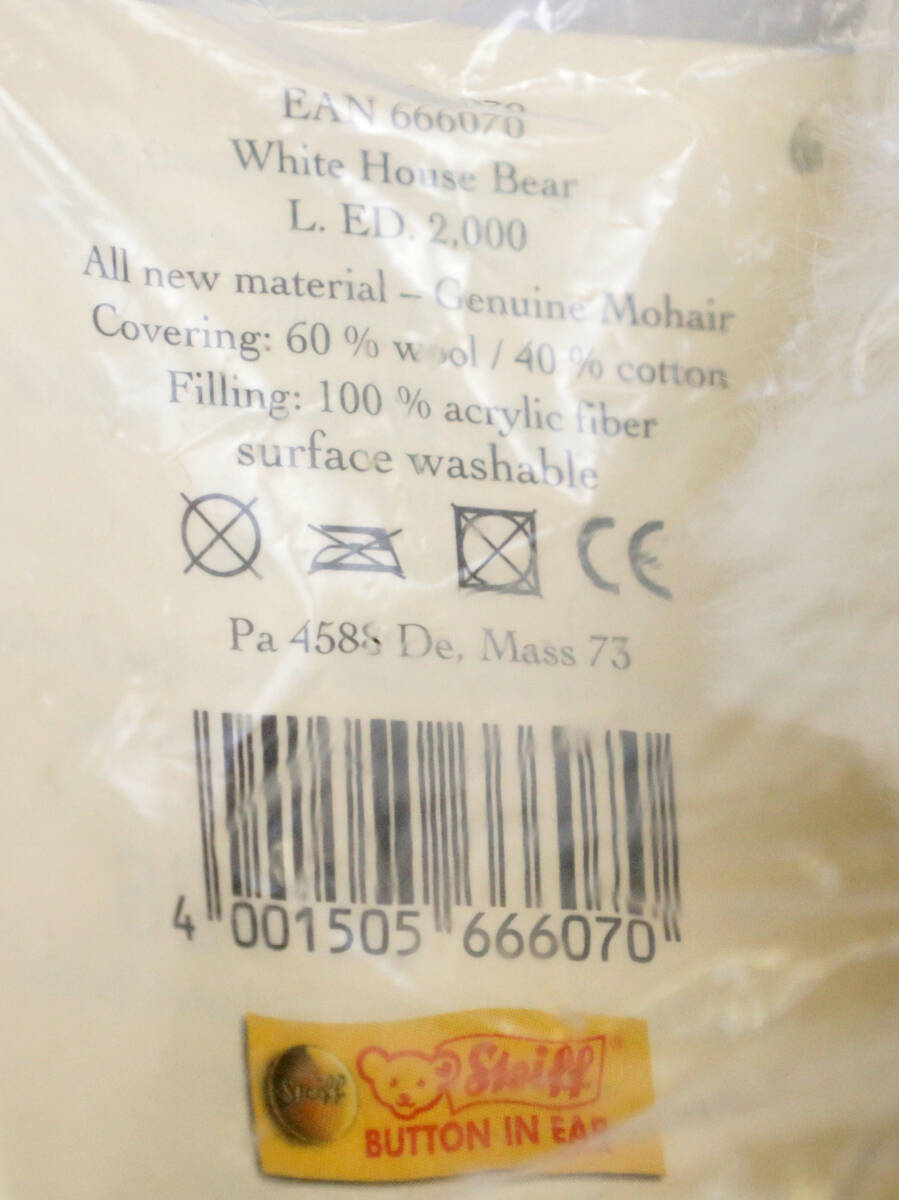 EAN 666070
White House Bear
L. ED. 2,000
All new material – Genuine Mohair
Covering: 60 % wool / 40 % cotton
Filling: 100 % acrylic fiber
surface washable
CE
Pa 4588 De, Mass 73
4 001505 666070
Steiff Steiff®
BUTTON IN EAR